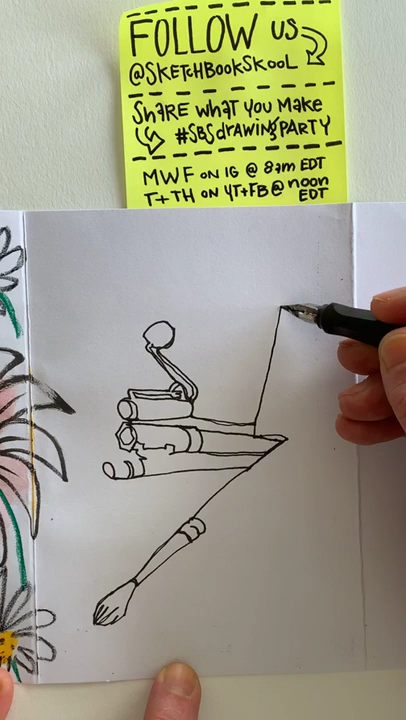 FOLLOW us
@SKETCHBOOKSKOOL
SHARE WHAT YOU MAKE
#SBSdRAWiNGPARTY
MWF ON IG @ 8am EDT
T+TH ON YT+FB@noon
EDT